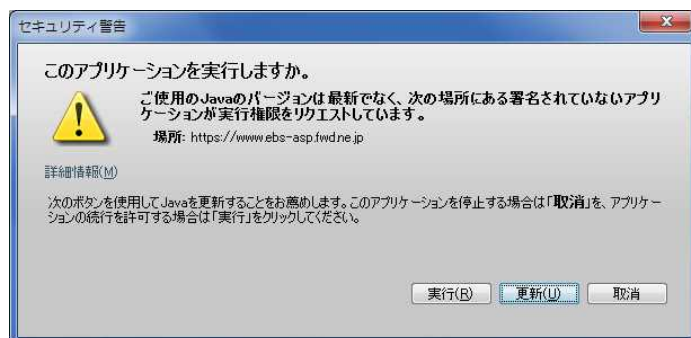 セキュリティ警告
このアプリケーションを実行しますか。
ご使用のJavaのバージョンは最新でなく、次の場所にある署名されていないアプリ
ケーションが実行権限をリクエストしています。
場所: https://www.ebs-asp.fwd.ne.jp
詳細情報(M)
次のボタンを使用してJavaを更新することをお薦めします。このアプリケーションを停止する場合は「取消」を、アプリケー
ションの続行を許可する場合は「実行」をクリックしてください。
実行(R) 更新(U) 取消